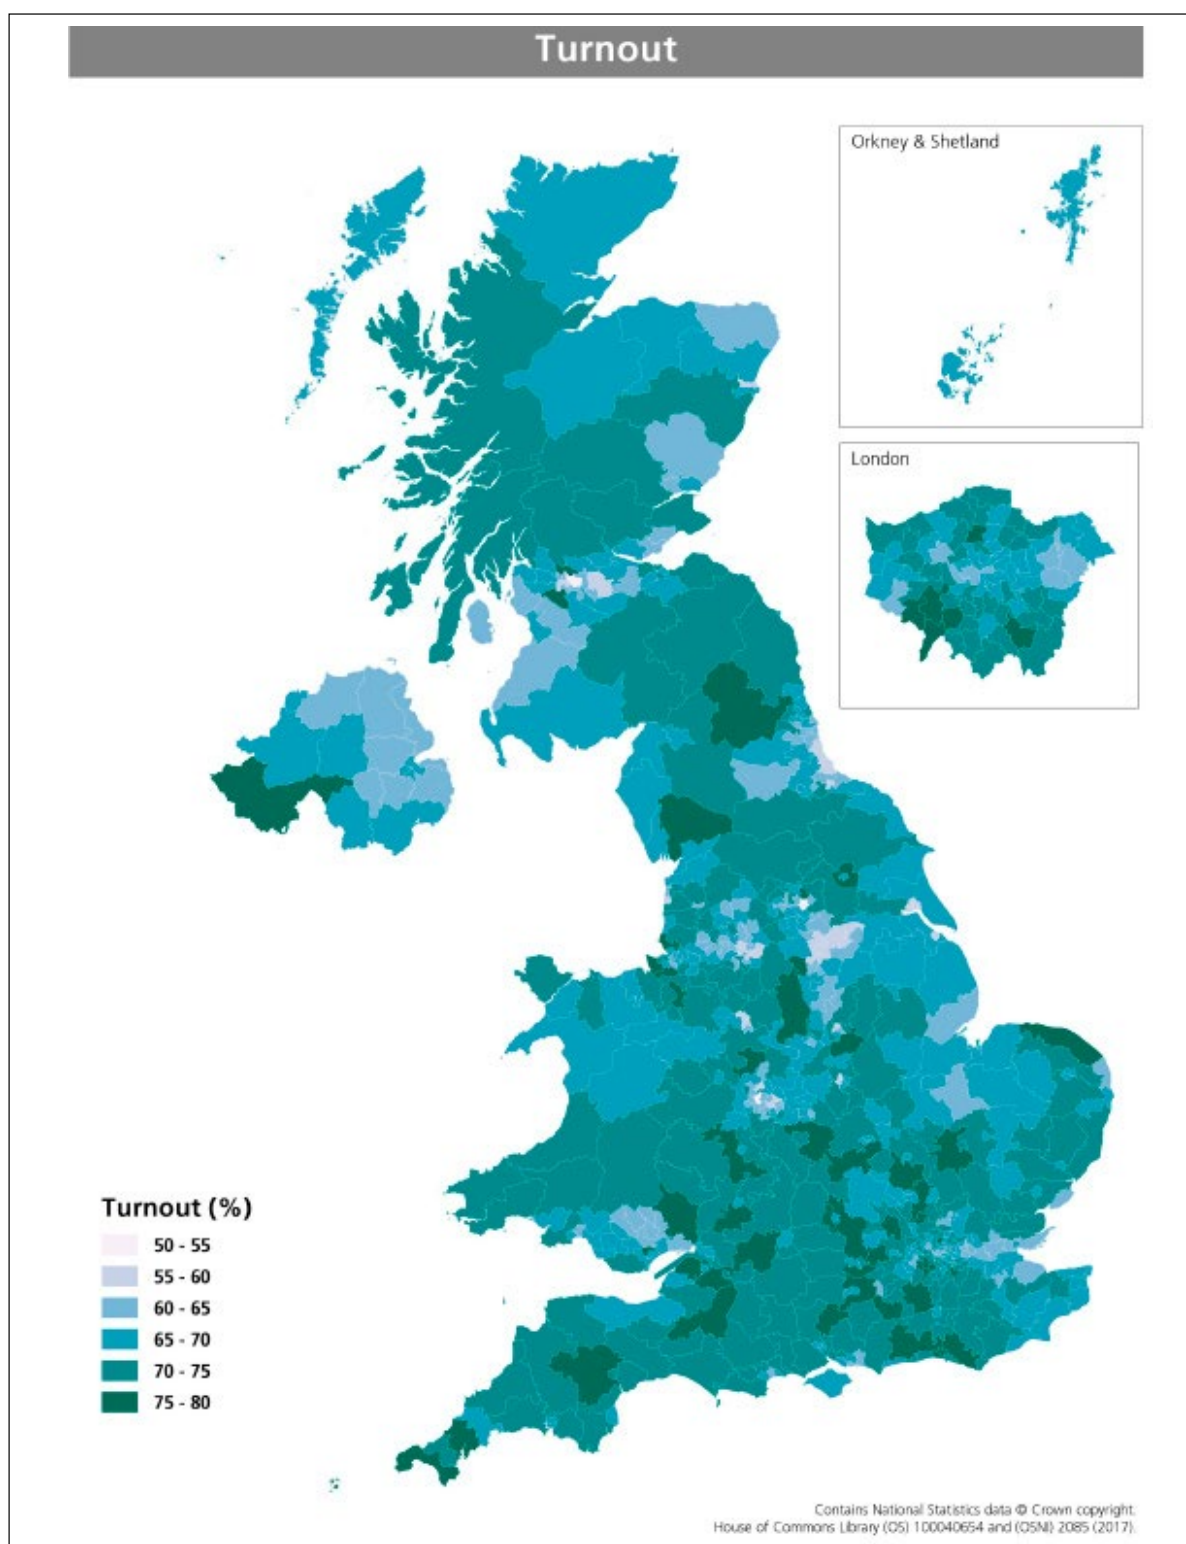 Turnout
Orkney & Shetland
London
Turnout (%)
50 - 55
55 - 60
60 - 65
65 - 70
70 - 75
75 - 80
Contains National Statistics data © Crown copyright.
House of Commons Library (OS) 100040654 and (OSNI) 2085 (2017).